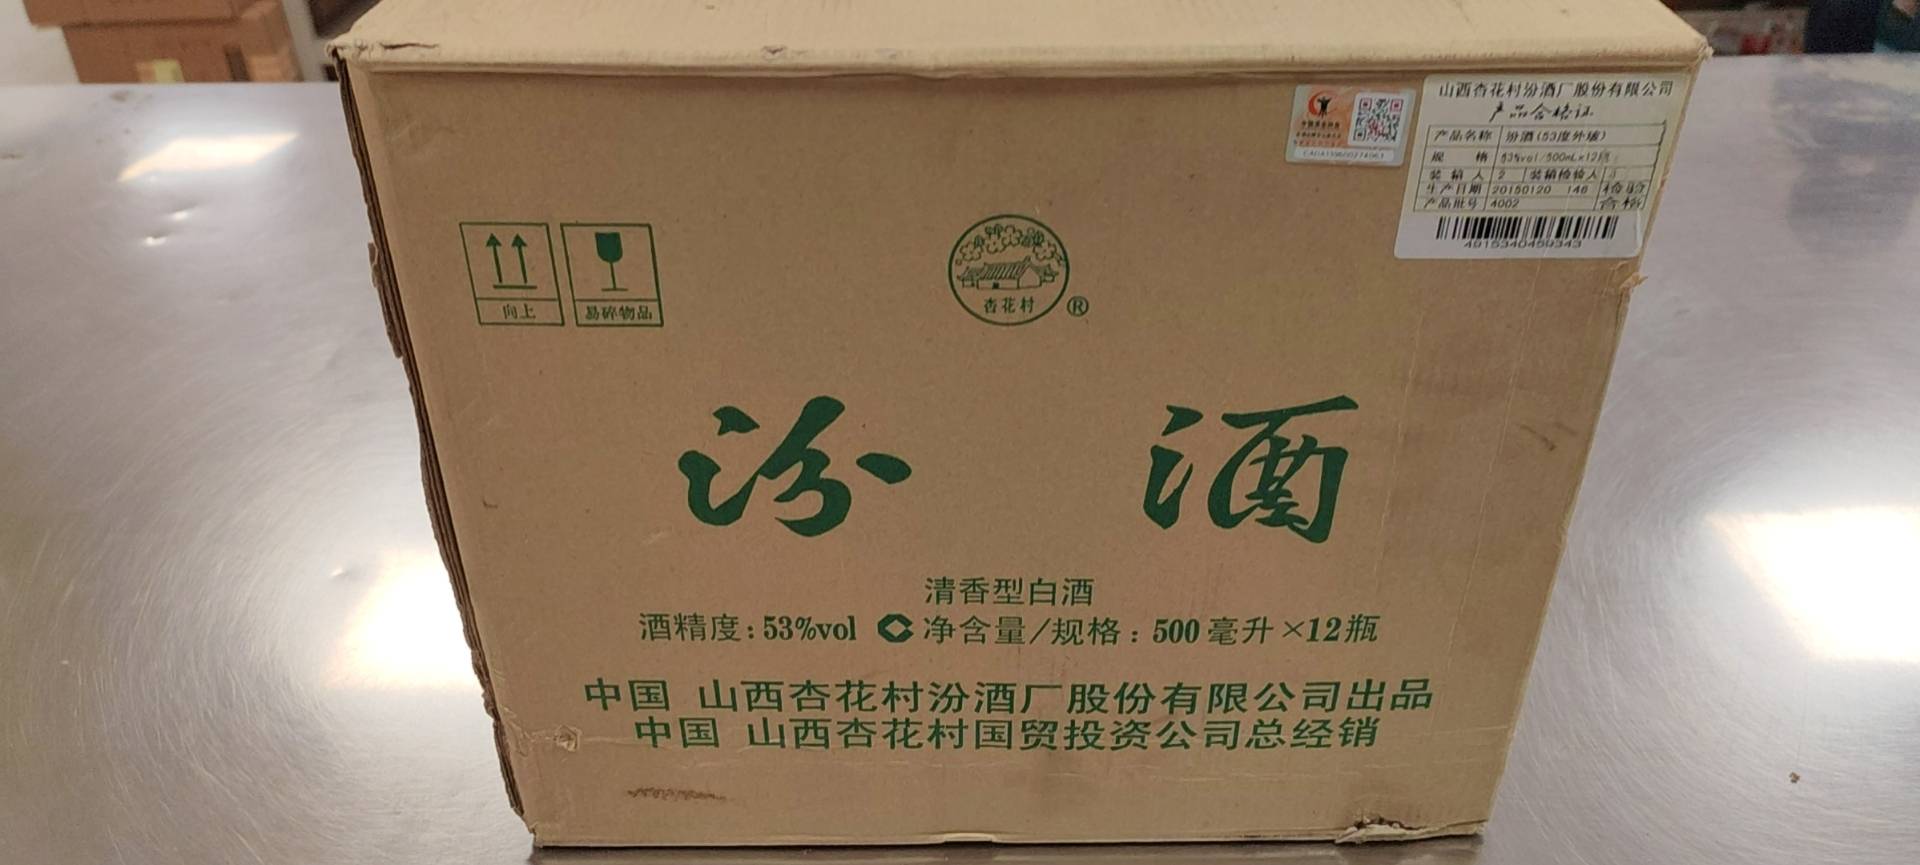 山西杏花村汾酒厂股份有限公司
产品合格证
产品名称 汾酒(53度外玻)
规格 53%vol/500mL×12瓶
装箱人 2 装箱检验人
生产日期 20150120 146 检验
产品批号 4002 合格
4915340459343
向上
易碎物品
杏花村
®
汾酒
清香型白酒
酒精度:53%vol 净含量/规格:500毫升×12瓶
中国 山西杏花村汾酒厂股份有限公司出品
中国 山西杏花村国贸投资公司总经销